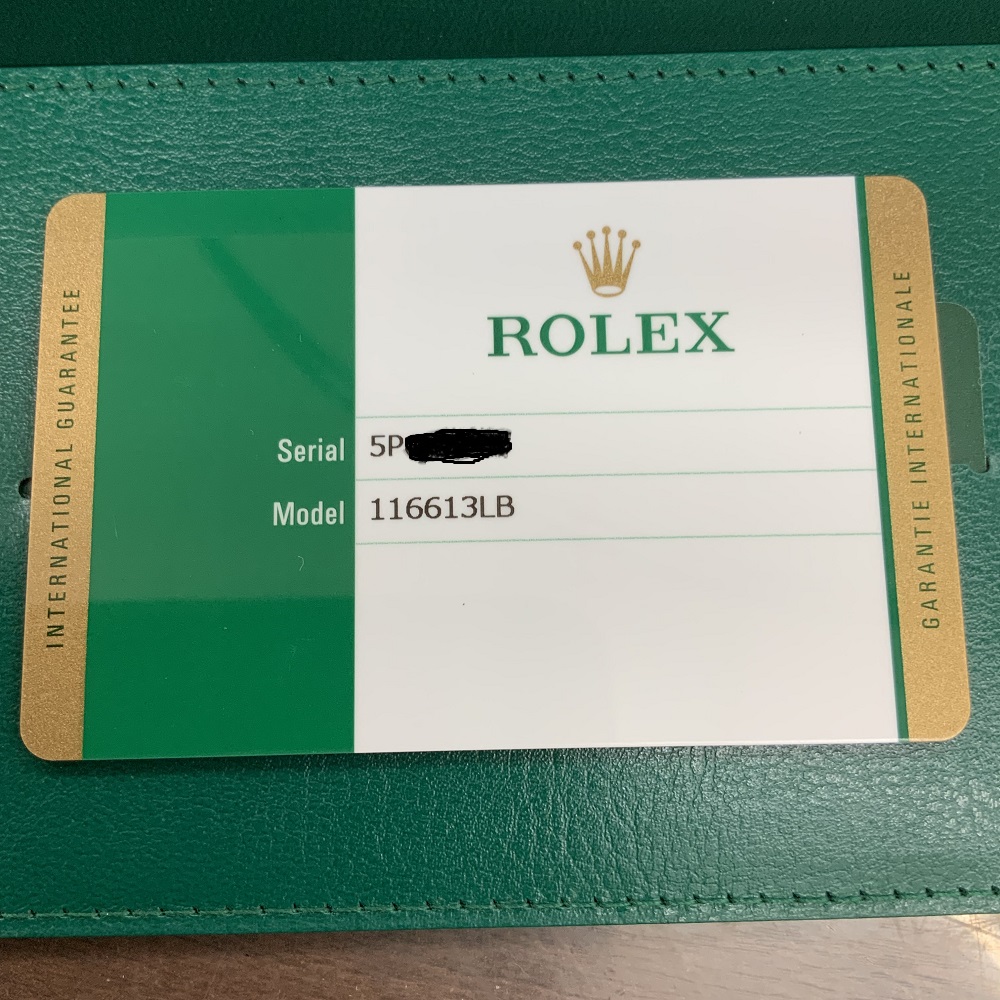 INTERNATIONAL GUARANTEE
ROLEX
Serial 5P
Model 116613LB
GARANTIE INTERNATIONALE